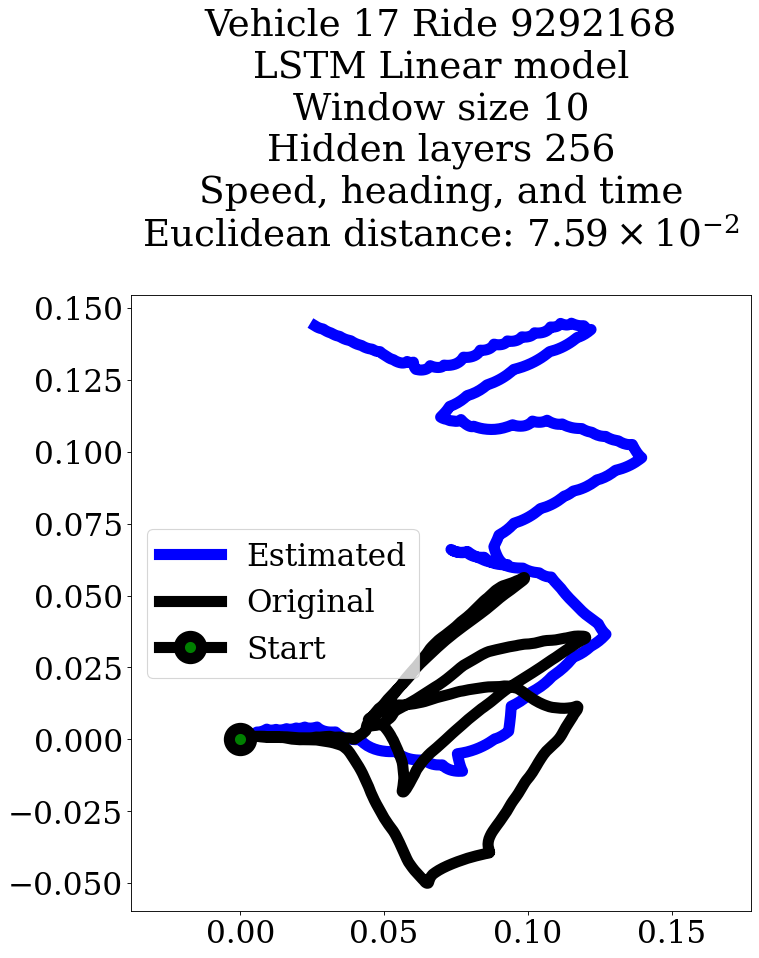 Vehicle 17 Ride 9292168
LSTM Linear model
Window size 10
Hidden layers 256
Speed, heading, and time
Euclidean distance: 7.59 × 10⁻²
0.150
0.125
0.100
0.075
0.050
0.025
0.000
−0.025
−0.050
Estimated
Original
Start
0.00 0.05 0.10 0.15